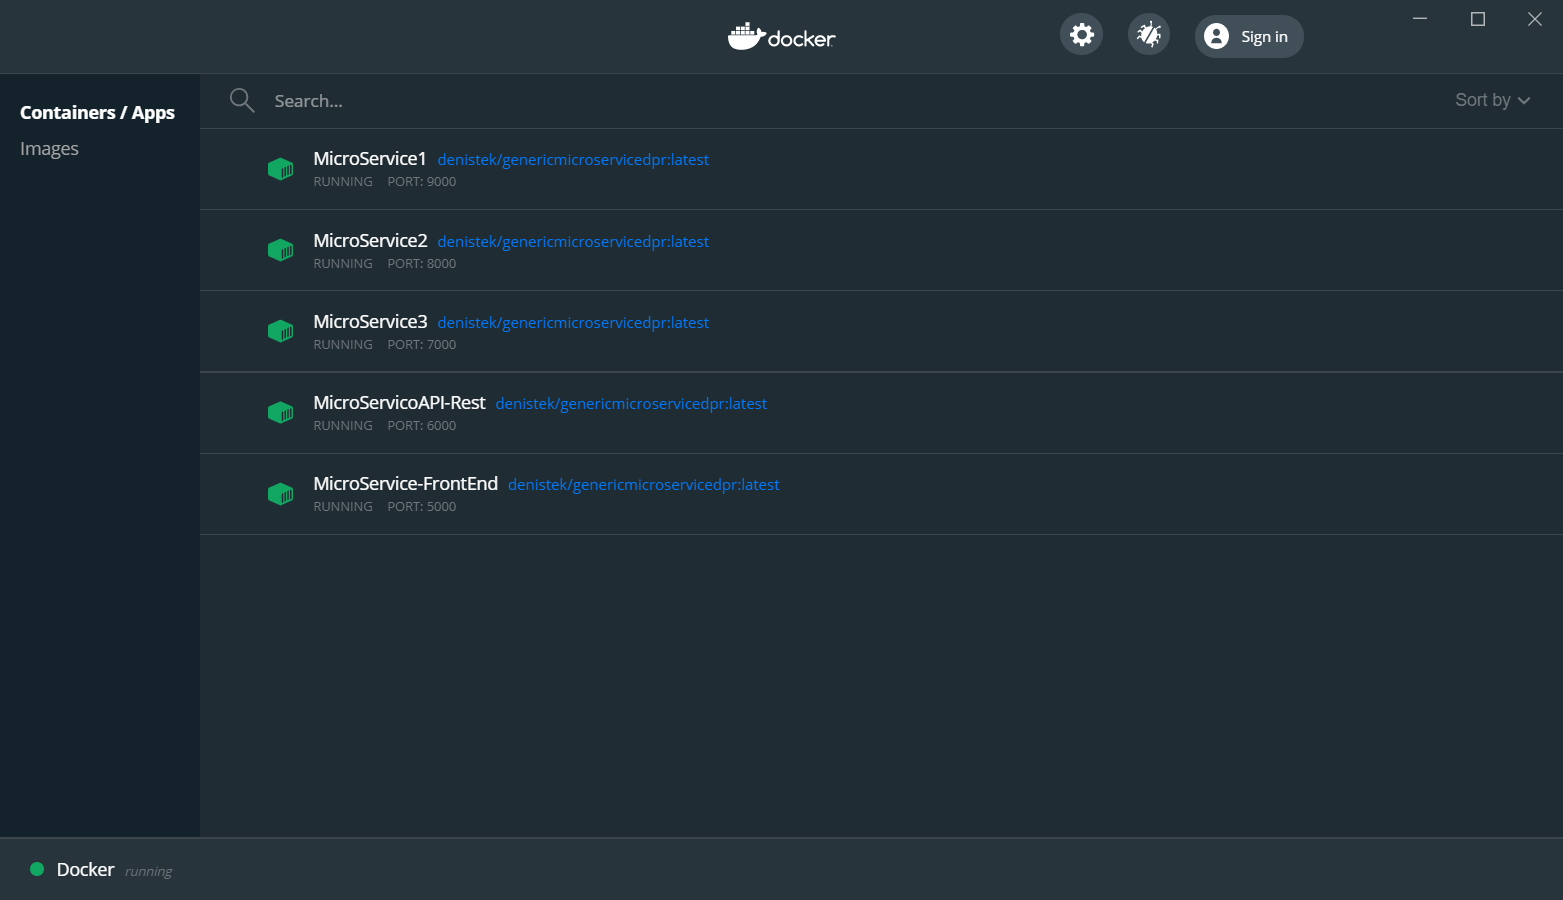 docker
Sign in
Containers / Apps
Images
Search...
Sort by
MicroService1 denistek/genericmicroservicedpr:latest
RUNNING PORT: 9000
MicroService2 denistek/genericmicroservicedpr:latest
RUNNING PORT: 8000
MicroService3 denistek/genericmicroservicedpr:latest
RUNNING PORT: 7000
MicroServicoAPI-Rest denistek/genericmicroservicedpr:latest
RUNNING PORT: 6000
MicroService-FrontEnd denistek/genericmicroservicedpr:latest
RUNNING PORT: 5000
Docker running